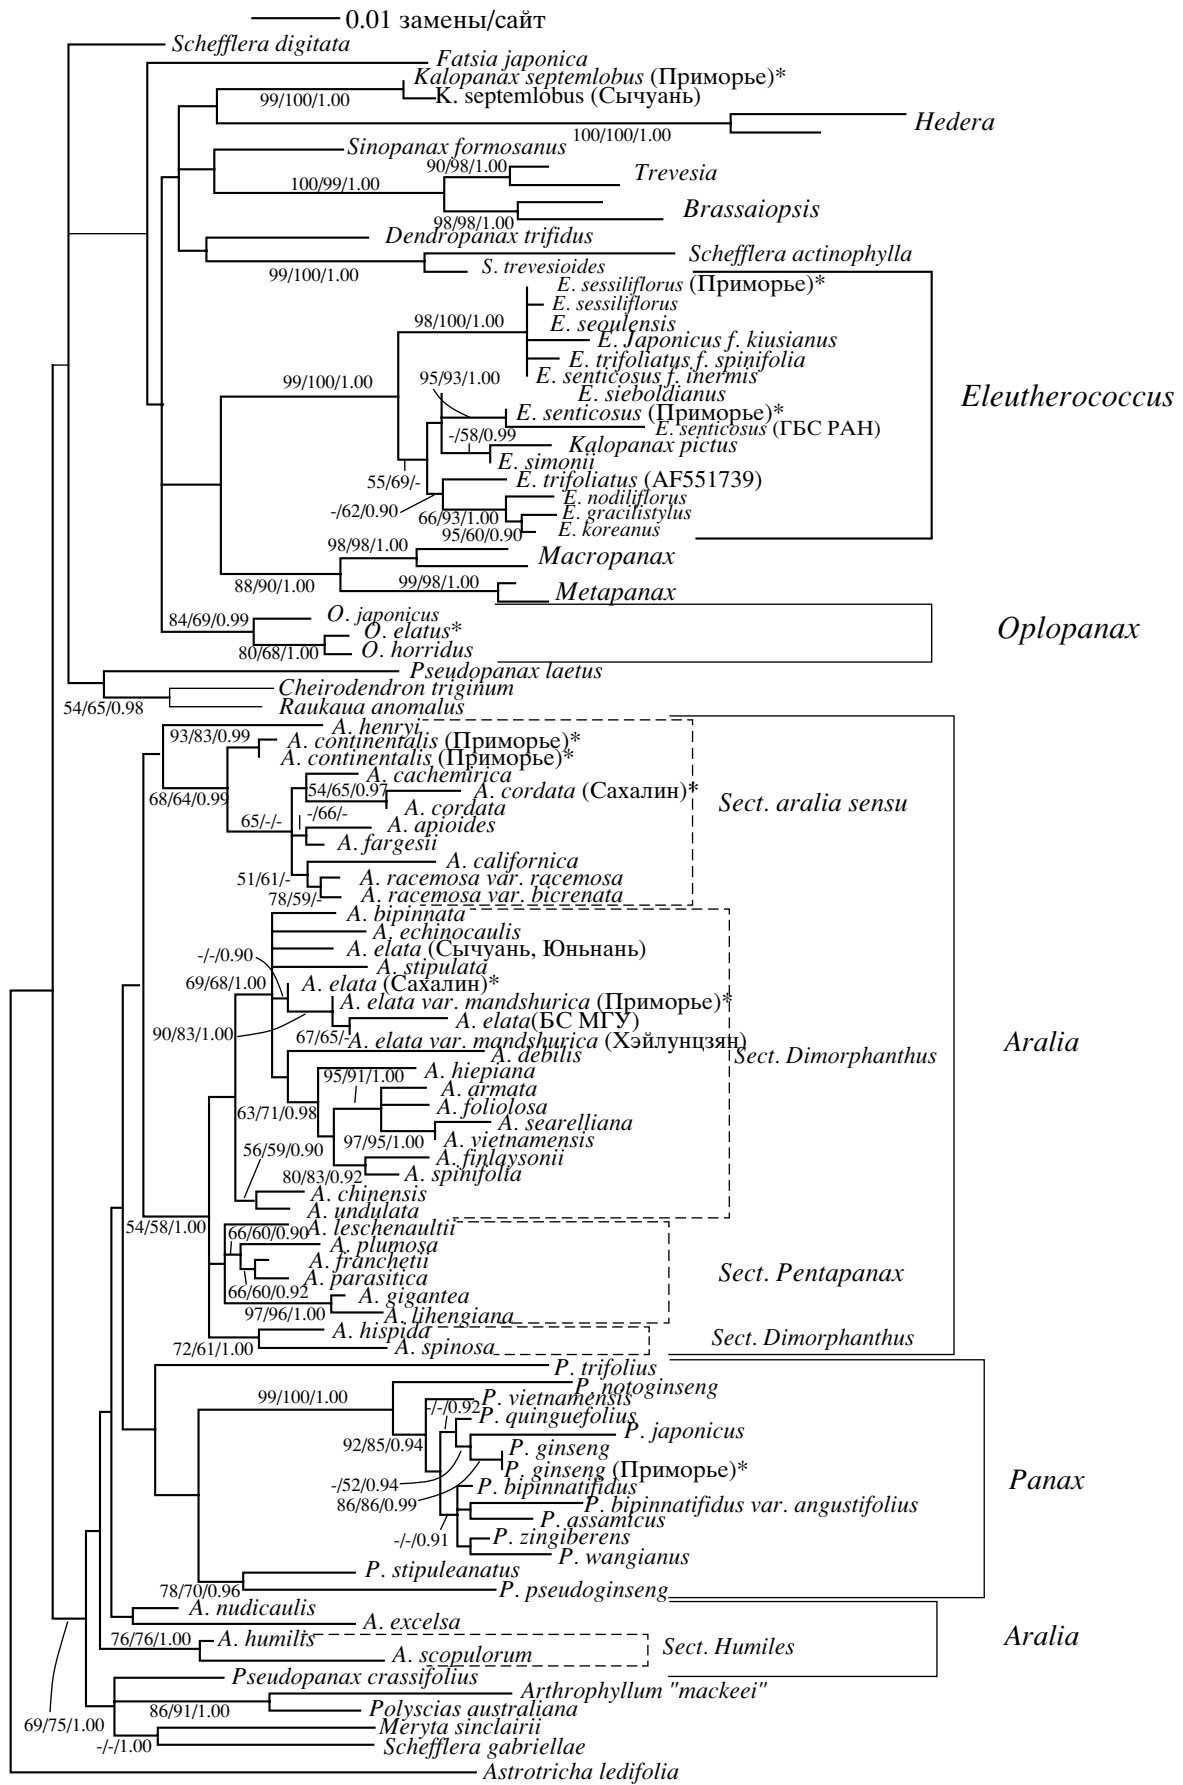 0.01 замены/сайт
Schefflera digitata
Fatsia japonica
Kalopanax septemlobus (Приморье)*
99/100/1.00
K. septemlobus (Сычуань)
Hedera
100/100/1.00
Sinopanax formosanus
90/98/1.00
Trevesia
100/99/1.00
Brassaiopsis
98/98/1.00
Dendropanax trifidus
Schefflera actinophylla
99/100/1.00
S. trevesioides
E. sessiliflorus (Приморье)*
E. sessiliflorus
98/100/1.00
E. seoulensis
E. Japonicus f. kiusianus
E. trifoliatus f. spinifolia
E. senticosus f. inermis
99/100/1.00
95/93/1.00
E. sieboldianus
Eleutherococcus
E. senticosus (Приморье)*
E. senticosus (ГБС РАН)
-/58/0.99
Kalopanax pictus
E. simonii
55/69/-
E. trifoliatus (AF551739)
E. nodiliflorus
-/62/0.90
66/93/1.00
E. gracilistylus
95/60/0.90
E. koreanus
98/98/1.00
Macropanax
88/90/1.00
99/98/1.00
Metapanax
84/69/0.99
O. japonicus
O. elatus*
Oplopanax
80/68/1.00
O. horridus
Pseudopanax laetus
Cheirodendron triginum
54/65/0.98
Raukaua anomalus
A. henryi
93/83/0.99
A. continentalis (Приморье)*
A. continentalis (Приморье)*
A. cachemirica
68/64/0.99
54/65/0.97
A. cordata (Сахалин)*
Sect. aralia sensu
A. cordata
65/-/-
-/66/-
A. apioides
A. fargesii
A. californica
51/61/-
A. racemosa var. racemosa
78/59/-
A. racemosa var. bicrenata
A. bipinnata
A. echinocaulis
-/-/0.90
A. elata (Сычуань, Юньнань)
A. stipulata
69/68/1.00
A. elata (Сахалин)*
A. elata var. mandshurica (Приморье)*
A. elata(БС МГУ)
90/83/1.00
67/65/-
A. elata var. mandshurica (Хэйлунцзян)
Aralia
A. debilis
Sect. Dimorphanthus
95/91/1.00
A. hiepiana
A. armata
63/71/0.98
A. foliolosa
A. searelliana
97/95/1.00
A. vietnamensis
56/59/0.90
A. finlaysonii
80/83/0.92
A. spinifolia
A. chinensis
A. undulata
54/58/1.00
66/60/0.90
A. leschenaultii
A. plumosa
A. franchetii
Sect. Pentapanax
A. parasitica
66/60/0.92
A. gigantea
97/96/1.00
A. lihengiana
A. hispida
Sect. Dimorphanthus
72/61/1.00
A. spinosa
P. trifolius
P. notoginseng
99/100/1.00
P. vietnamensis
-/-/0.92
P. quinguefolius
P. japonicus
92/85/0.94
P. ginseng
P. ginseng (Приморье)*
Panax
-/52/0.94
P. bipinnatifidus
86/86/0.99
P. bipinnatifidus var. angustifolius
P. assamicus
-/-/0.91
P. zingiberens
P. wangianus
P. stipuleanatus
78/70/0.96
P. pseudoginseng
A. nudicaulis
A. excelsa
76/76/1.00
A. humilis
Sect. Humiles
Aralia
A. scopulorum
Pseudopanax crassifolius
Arthrophyllum "mackeei"
86/91/1.00
Polyscias australiana
69/75/1.00
Meryta sinclairii
-/-/1.00
Schefflera gabriellae
Astrotricha ledifolia